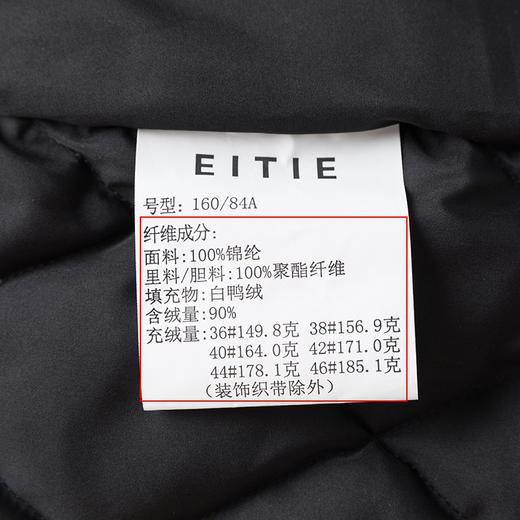 EITIE
号型: 160/84A
纤维成分:
面料:100%锦纶
里料/胆料:100%聚酯纤维
填充物:白鸭绒
含绒量:90%
充绒量:36#149.8克 38#156.9克
40#164.0克 42#171.0克
44#178.1克 46#185.1克
(装饰织带除外)